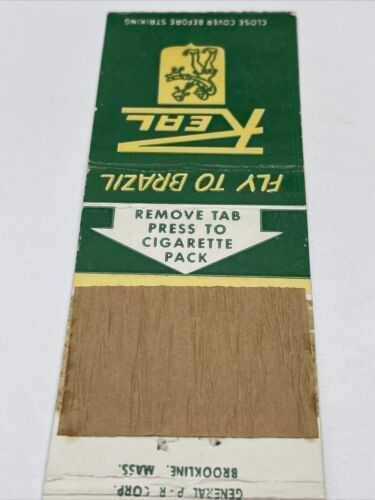 CLOSE COVER BEFORE STRIKING
REAL
FLY TO BRAZIL
REMOVE TAB
PRESS TO
CIGARETTE
PACK
GENERAL P-R CORP.
BROOKLINE, MASS.